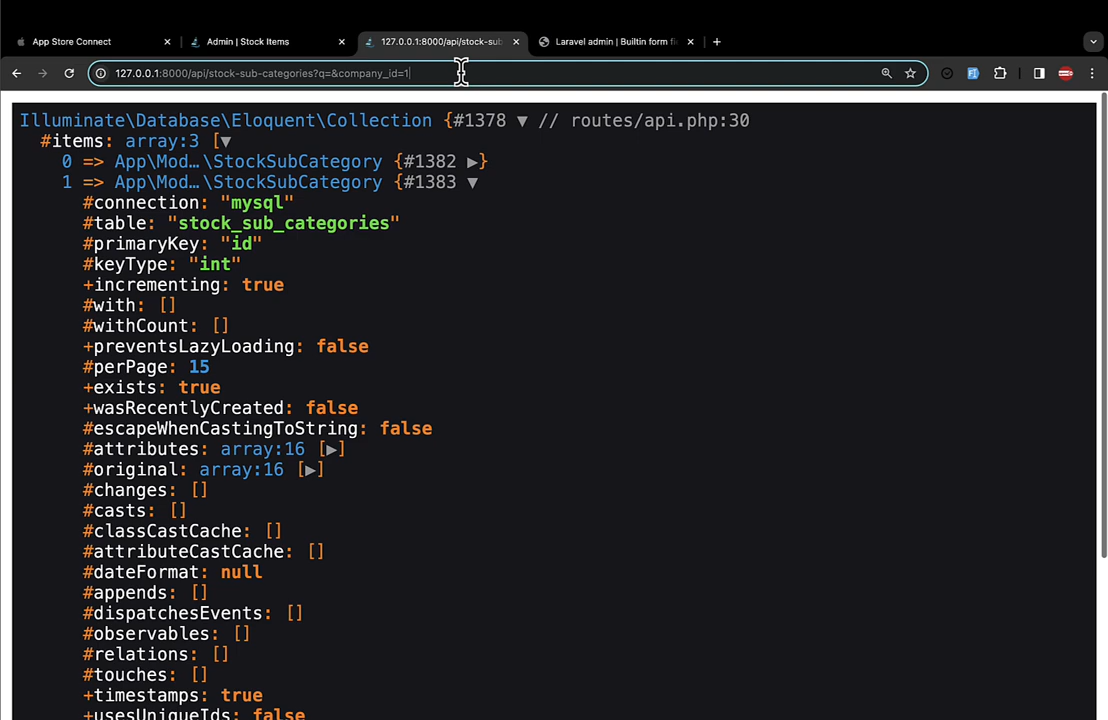 App Store Connect
Admin | Stock Items
127.0.0.1:8000/api/stock-sub
Laravel admin | Builtin form fi
127.0.0.1:8000/api/stock-sub-categories?q=&company_id=1
Illuminate\Database\Eloquent\Collection {#1378 ▼ // routes/api.php:30
#items: array:3 [▼
0 => App\Mod…\StockSubCategory {#1382 ▶}
1 => App\Mod…\StockSubCategory {#1383 ▼
#connection: "mysql"
#table: "stock_sub_categories"
#primaryKey: "id"
#keyType: "int"
+incrementing: true
#with: []
#withCount: []
+preventsLazyLoading: false
#perPage: 15
+exists: true
+wasRecentlyCreated: false
#escapeWhenCastingToString: false
#attributes: array:16 [▶]
#original: array:16 [▶]
#changes: []
#casts: []
#classCastCache: []
#attributeCastCache: []
#dateFormat: null
#appends: []
#dispatchesEvents: []
#observables: []
#relations: []
#touches: []
+timestamps: true
+usesUniqueIds: false